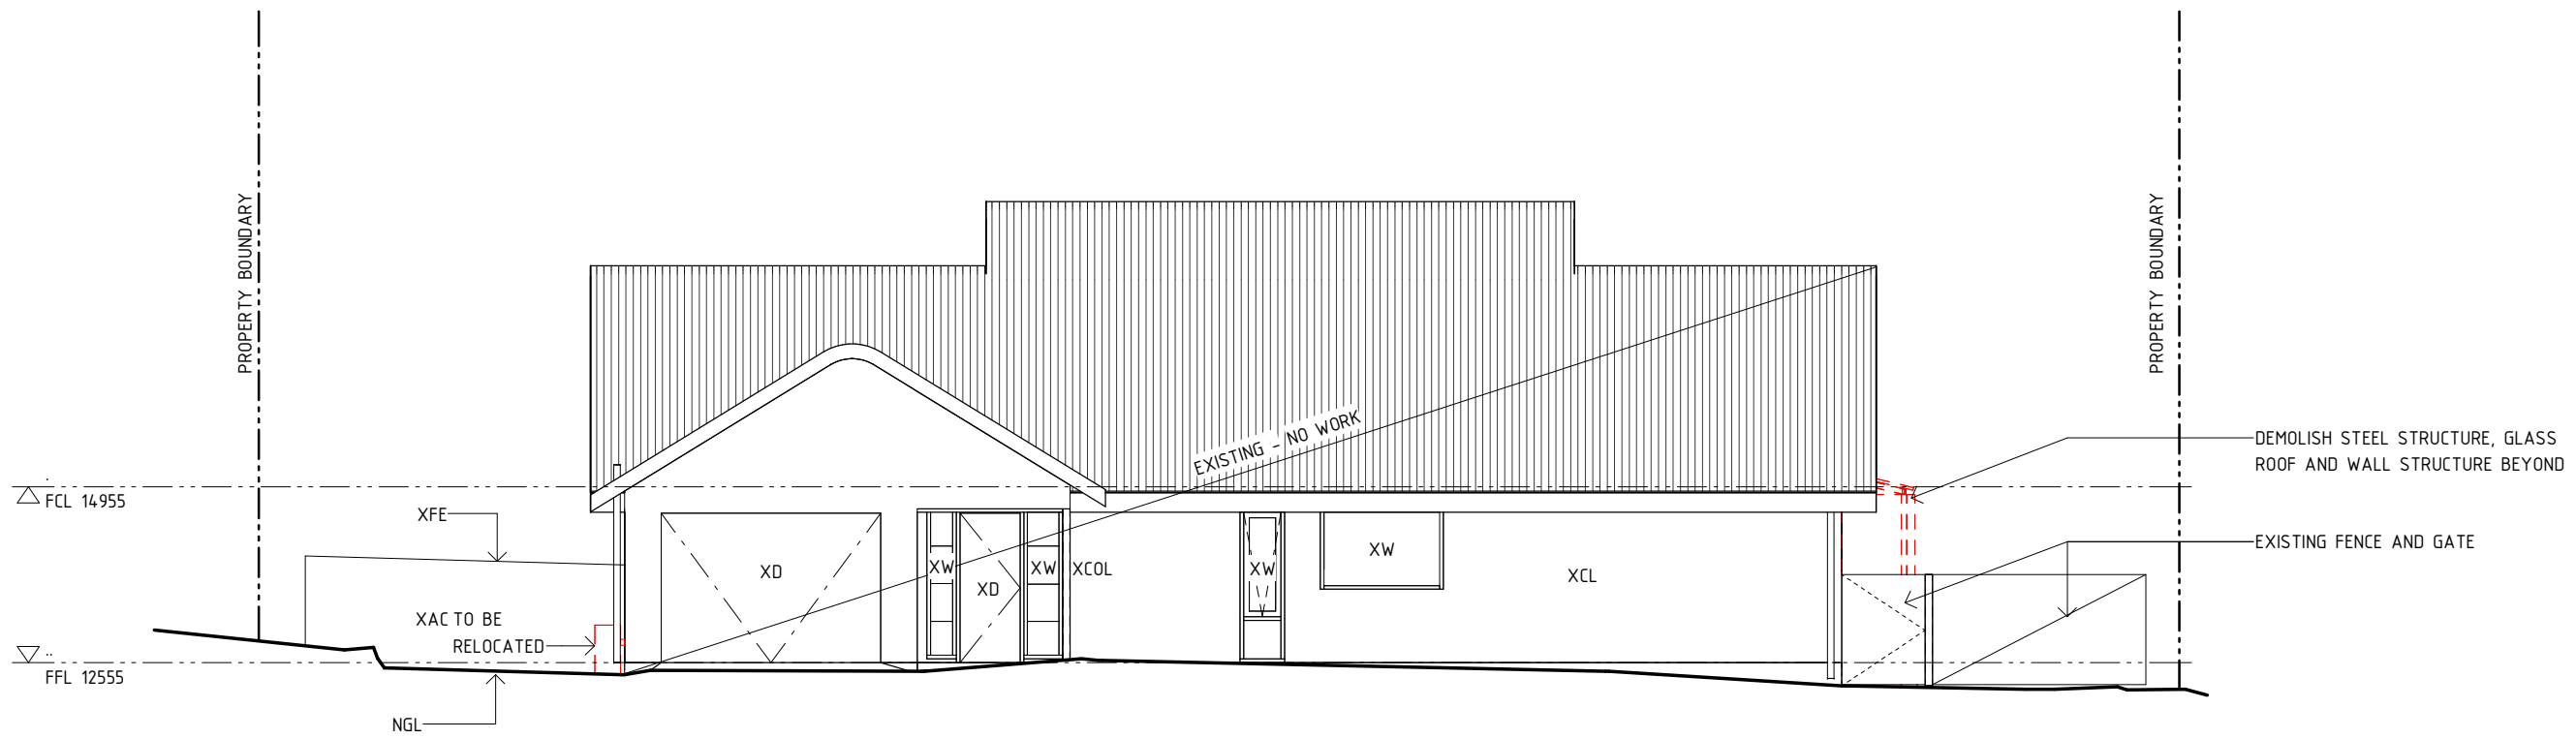 PROPERTY BOUNDARY
PROPERTY BOUNDARY
EXISTING - NO WORK
DEMOLISH STEEL STRUCTURE, GLASS
ROOF AND WALL STRUCTURE BEYOND
FCL 14955
XFE
EXISTING FENCE AND GATE
XD
XW
XD
XW
XCOL
XW
XW
XCL
XAC TO BE
RELOCATED
FFL 12555
NGL